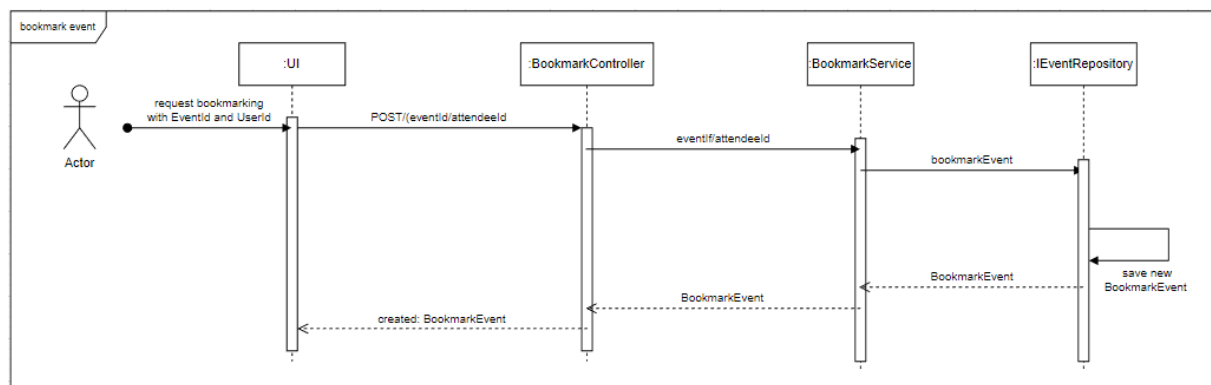 bookmark event
:UI
:BookmarkController
:BookmarkService
:IEventRepository
request bookmarking
with EventId and UserId
POST/(eventId/attendeeId
eventIf/attendeeId
bookmarkEvent
Actor
save new
BookmarkEvent
BookmarkEvent
BookmarkEvent
created: BookmarkEvent